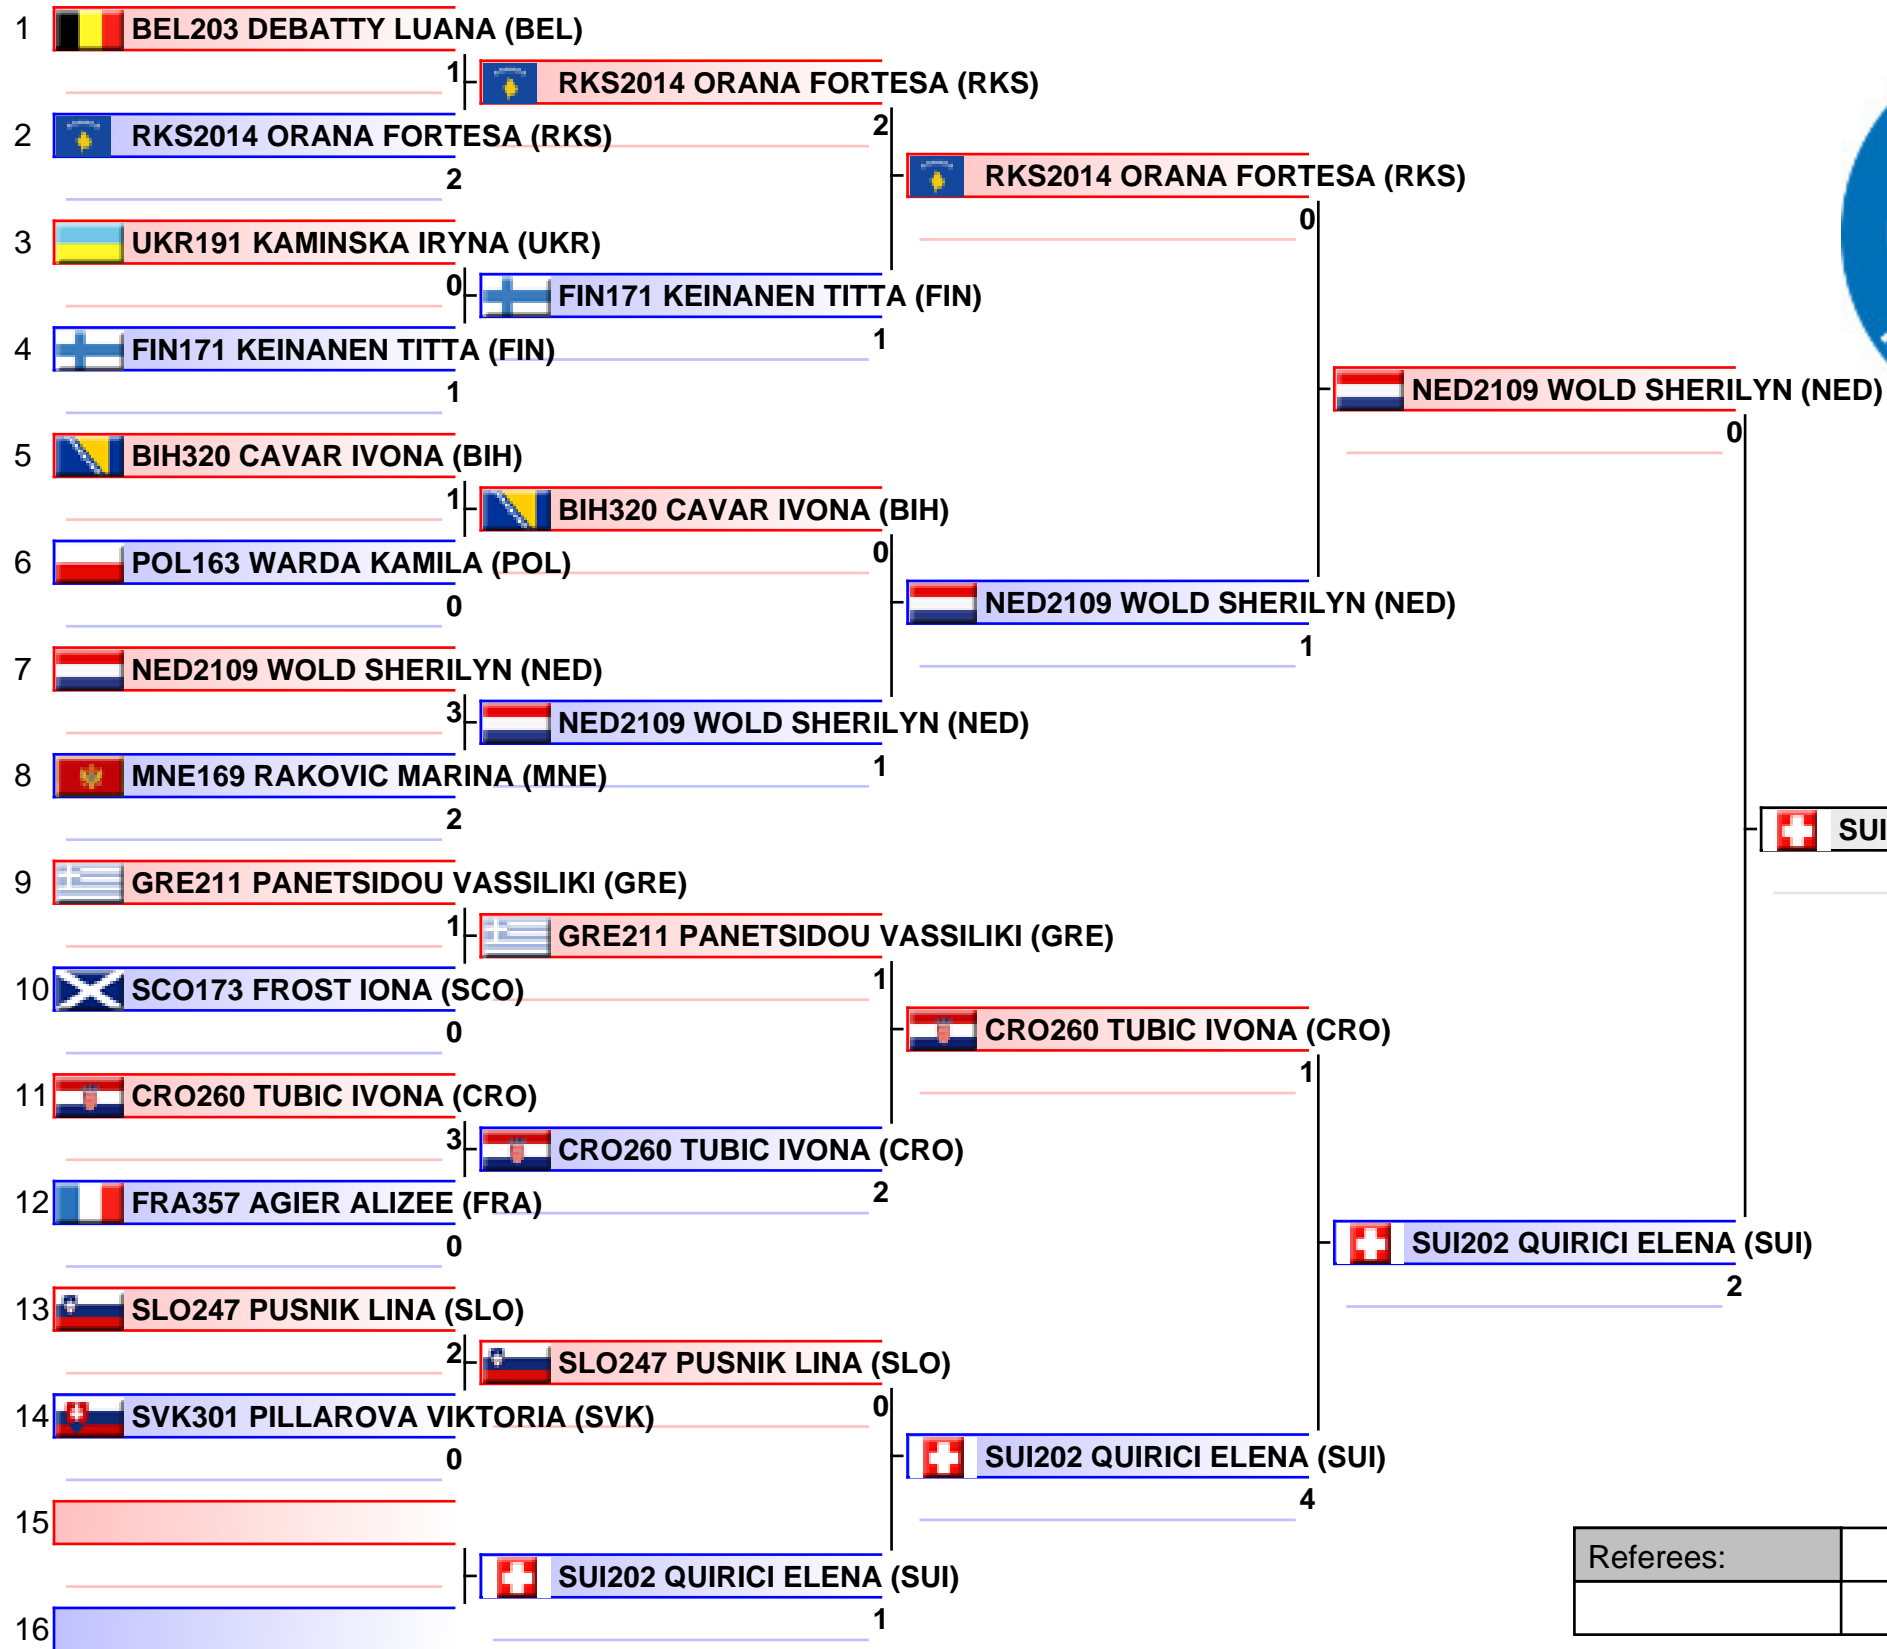 1 BEL203 DEBATTY LUANA (BEL)
1
RKS2014 ORANA FORTESA (RKS)
2 RKS2014 ORANA FORTESA (RKS)
2
2
RKS2014 ORANA FORTESA (RKS)
0
3 UKR191 KAMINSKA IRYNA (UKR)
0
FIN171 KEINANEN TITTA (FIN)
1
4 FIN171 KEINANEN TITTA (FIN)
1
NED2109 WOLD SHERILYN (NED)
0
5 BIH320 CAVAR IVONA (BIH)
1
BIH320 CAVAR IVONA (BIH)
0
6 POL163 WARDA KAMILA (POL)
0
NED2109 WOLD SHERILYN (NED)
1
7 NED2109 WOLD SHERILYN (NED)
3
NED2109 WOLD SHERILYN (NED)
1
8 MNE169 RAKOVIC MARINA (MNE)
2
SUI
9 GRE211 PANETSIDOU VASSILIKI (GRE)
1
GRE211 PANETSIDOU VASSILIKI (GRE)
1
10 SCO173 FROST IONA (SCO)
0
CRO260 TUBIC IVONA (CRO)
1
11 CRO260 TUBIC IVONA (CRO)
3
CRO260 TUBIC IVONA (CRO)
2
12 FRA357 AGIER ALIZEE (FRA)
0
SUI202 QUIRICI ELENA (SUI)
2
13 SLO247 PUSNIK LINA (SLO)
2
SLO247 PUSNIK LINA (SLO)
0
14 SVK301 PILLAROVA VIKTORIA (SVK)
0
SUI202 QUIRICI ELENA (SUI)
4
15
SUI202 QUIRICI ELENA (SUI)
1
16
Referees: